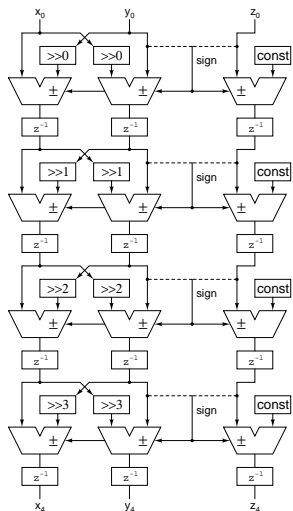 x0 y0 z0
>>0 >>0 sign const
± ± ±
z-1 z-1 z-1
>>1 >>1 sign const
± ± ±
z-1 z-1 z-1
>>2 >>2 sign const
± ± ±
z-1 z-1 z-1
>>3 >>3 sign const
± ± ±
z-1 z-1 z-1
x4 y4 z4